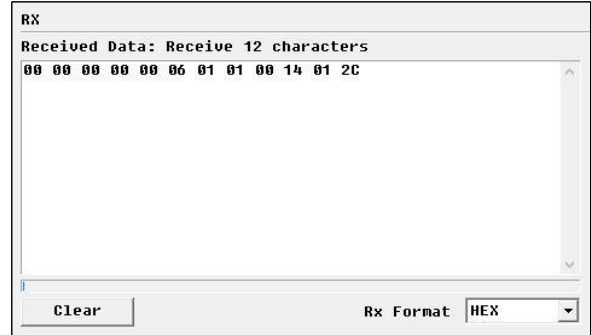 RX
Received Data: Receive 12 characters
00 00 00 00 00 06 01 01 00 14 01 2C
Clear
Rx Format HEX